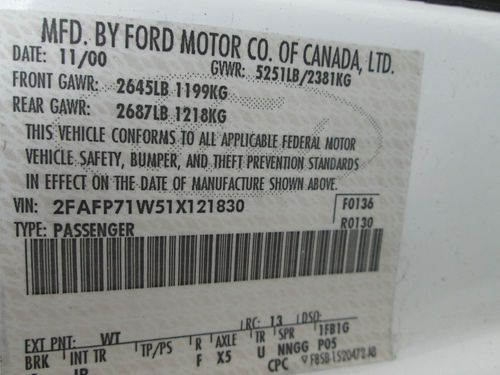 MFD. BY FORD MOTOR CO. OF CANADA, LTD.
DATE: 11/00 GVWR: 5251LB/2381KG
FRONT GAWR: 2645LB 1199KG
REAR GAWR: 2687LB 1218KG
THIS VEHICLE CONFORMS TO ALL APPLICABLE FEDERAL MOTOR
VEHICLE SAFETY, BUMPER, AND THEFT PREVENTION STANDARDS
IN EFFECT ON THE DATE OF MANUFACTURE SHOWN ABOVE.
VIN: 2FAFP71W51X121830 F0136
TYPE: PASSENGER R0130
EXT PNT: WT RC: 13 DSO:
BRK INT TR TP/PS R AXLE TR SPR 1FB1G
F X5 U NNGG P05
CPC